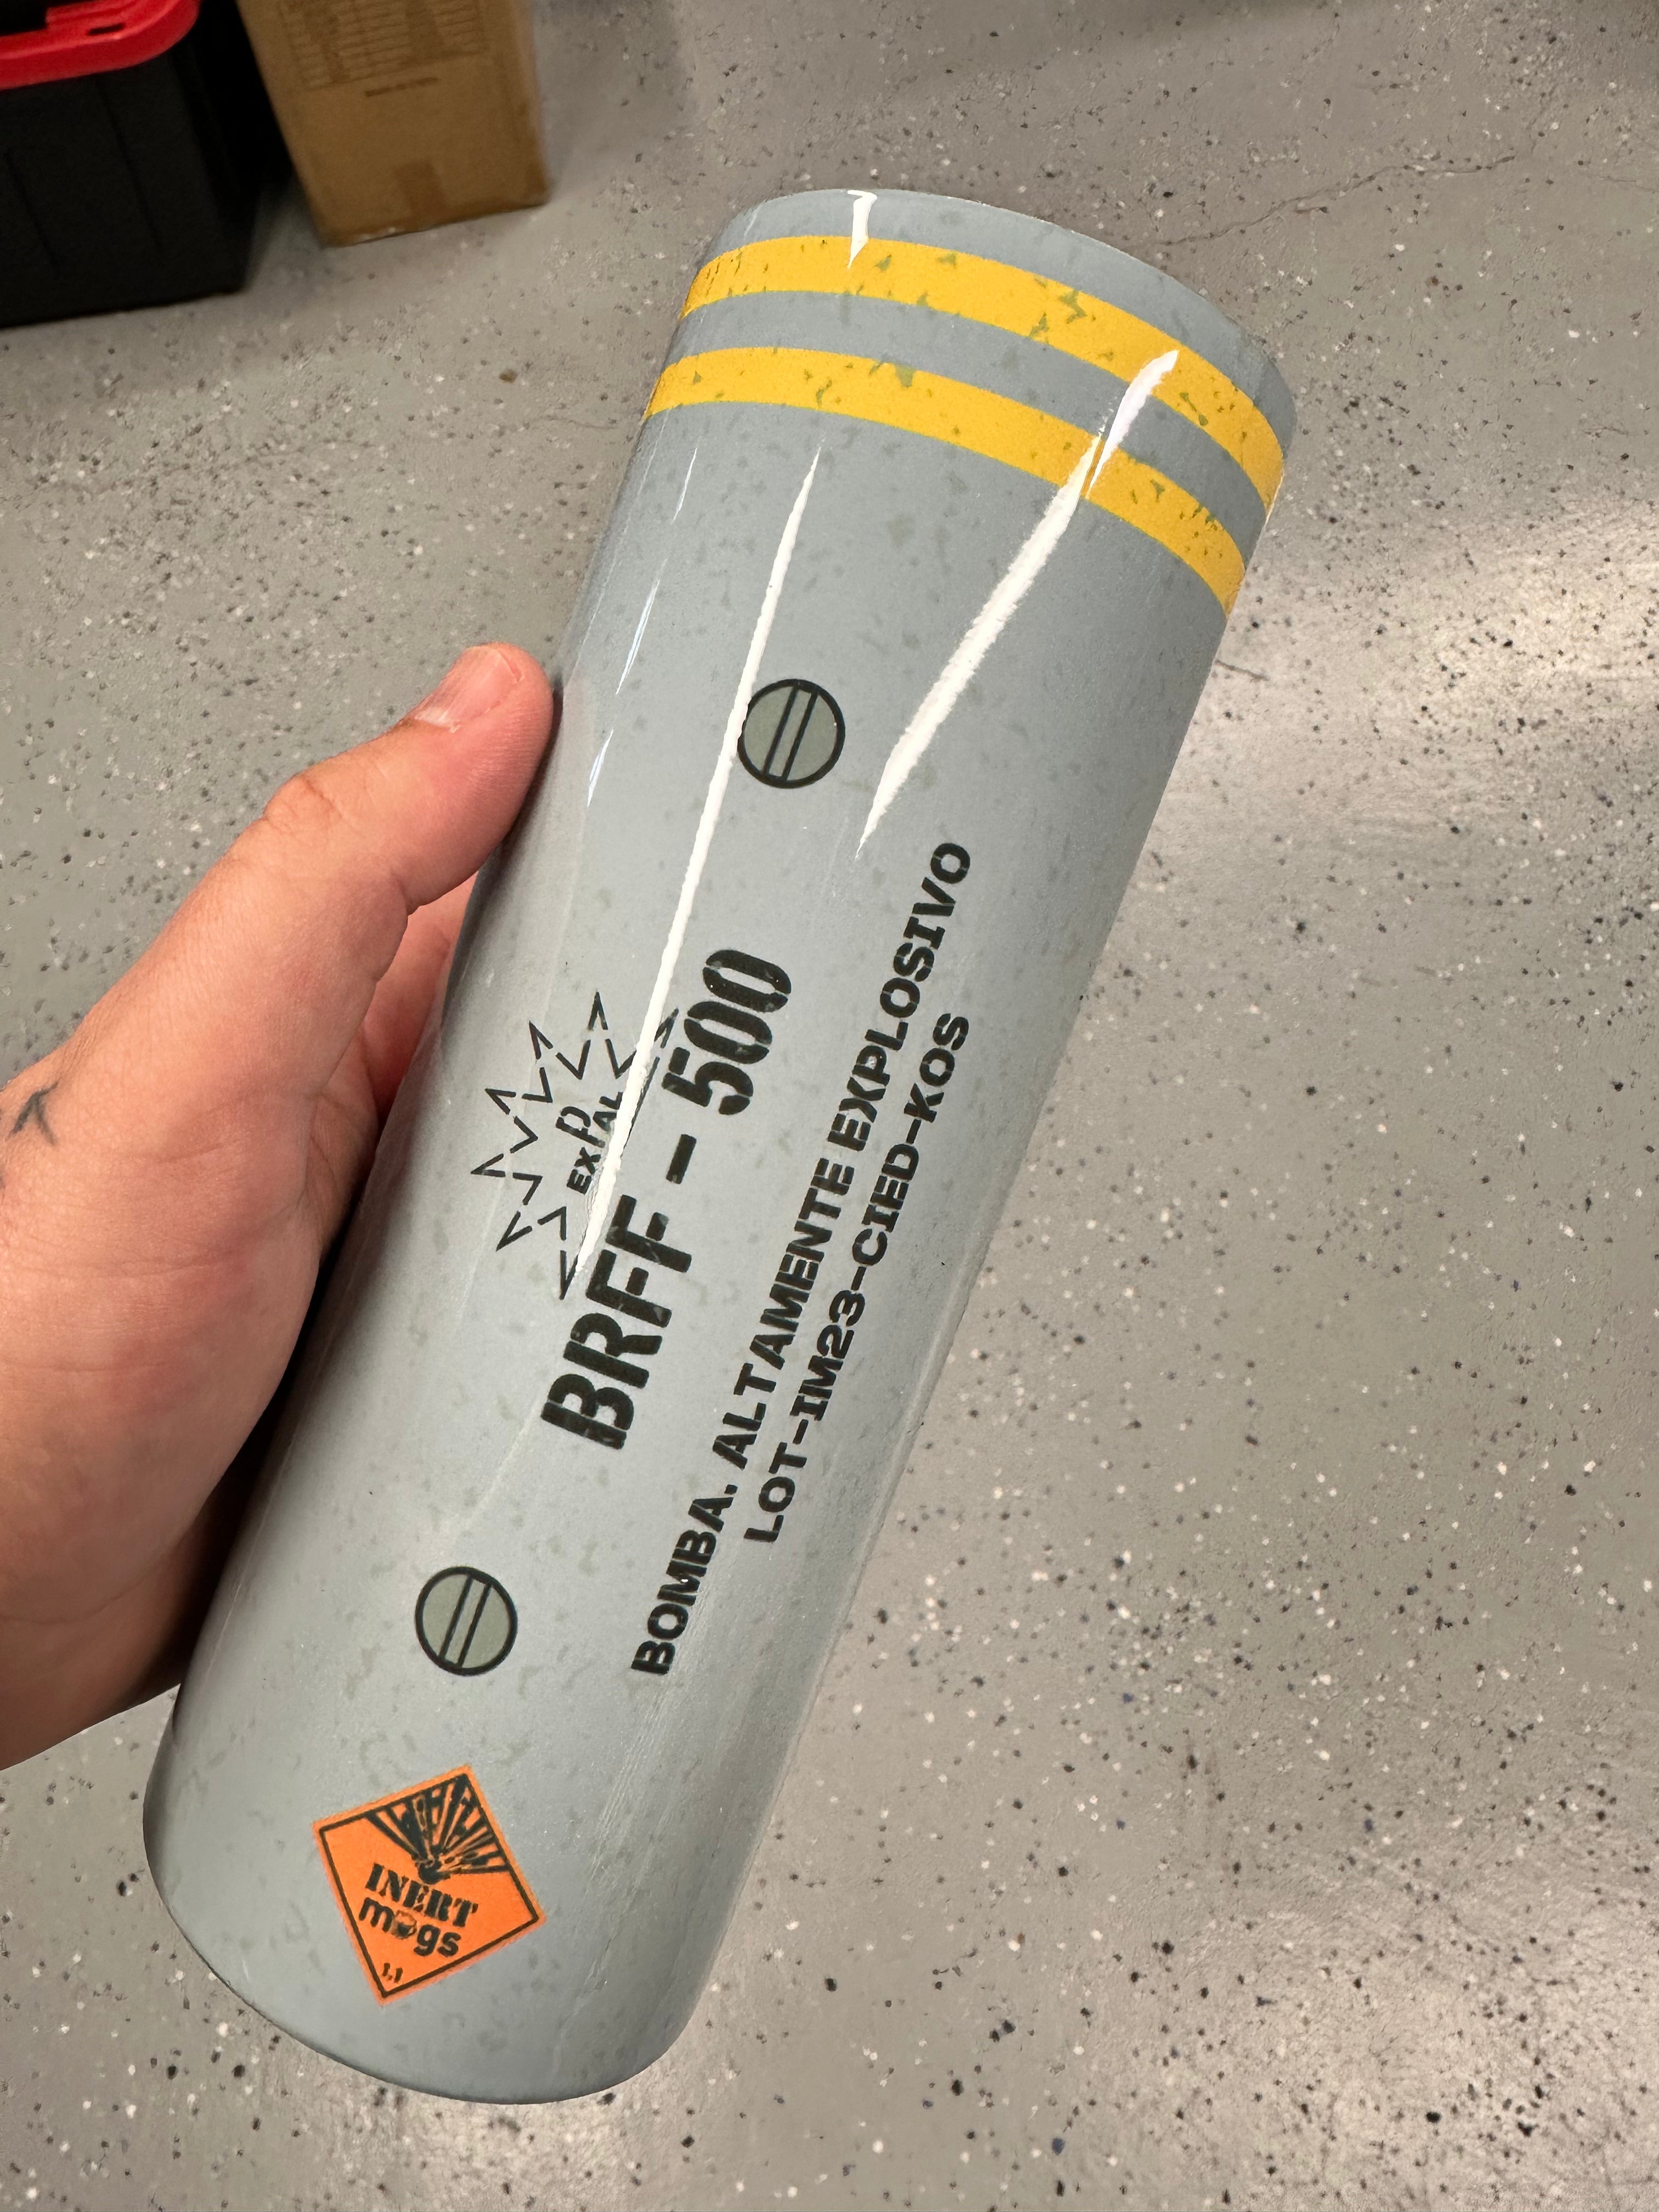 EXPAL
BRFF - 500
BOMBA. ALTAMENTE EXPLOSIVO
LOT-IM23-CIED-KOS
INERT
mugs
1.1